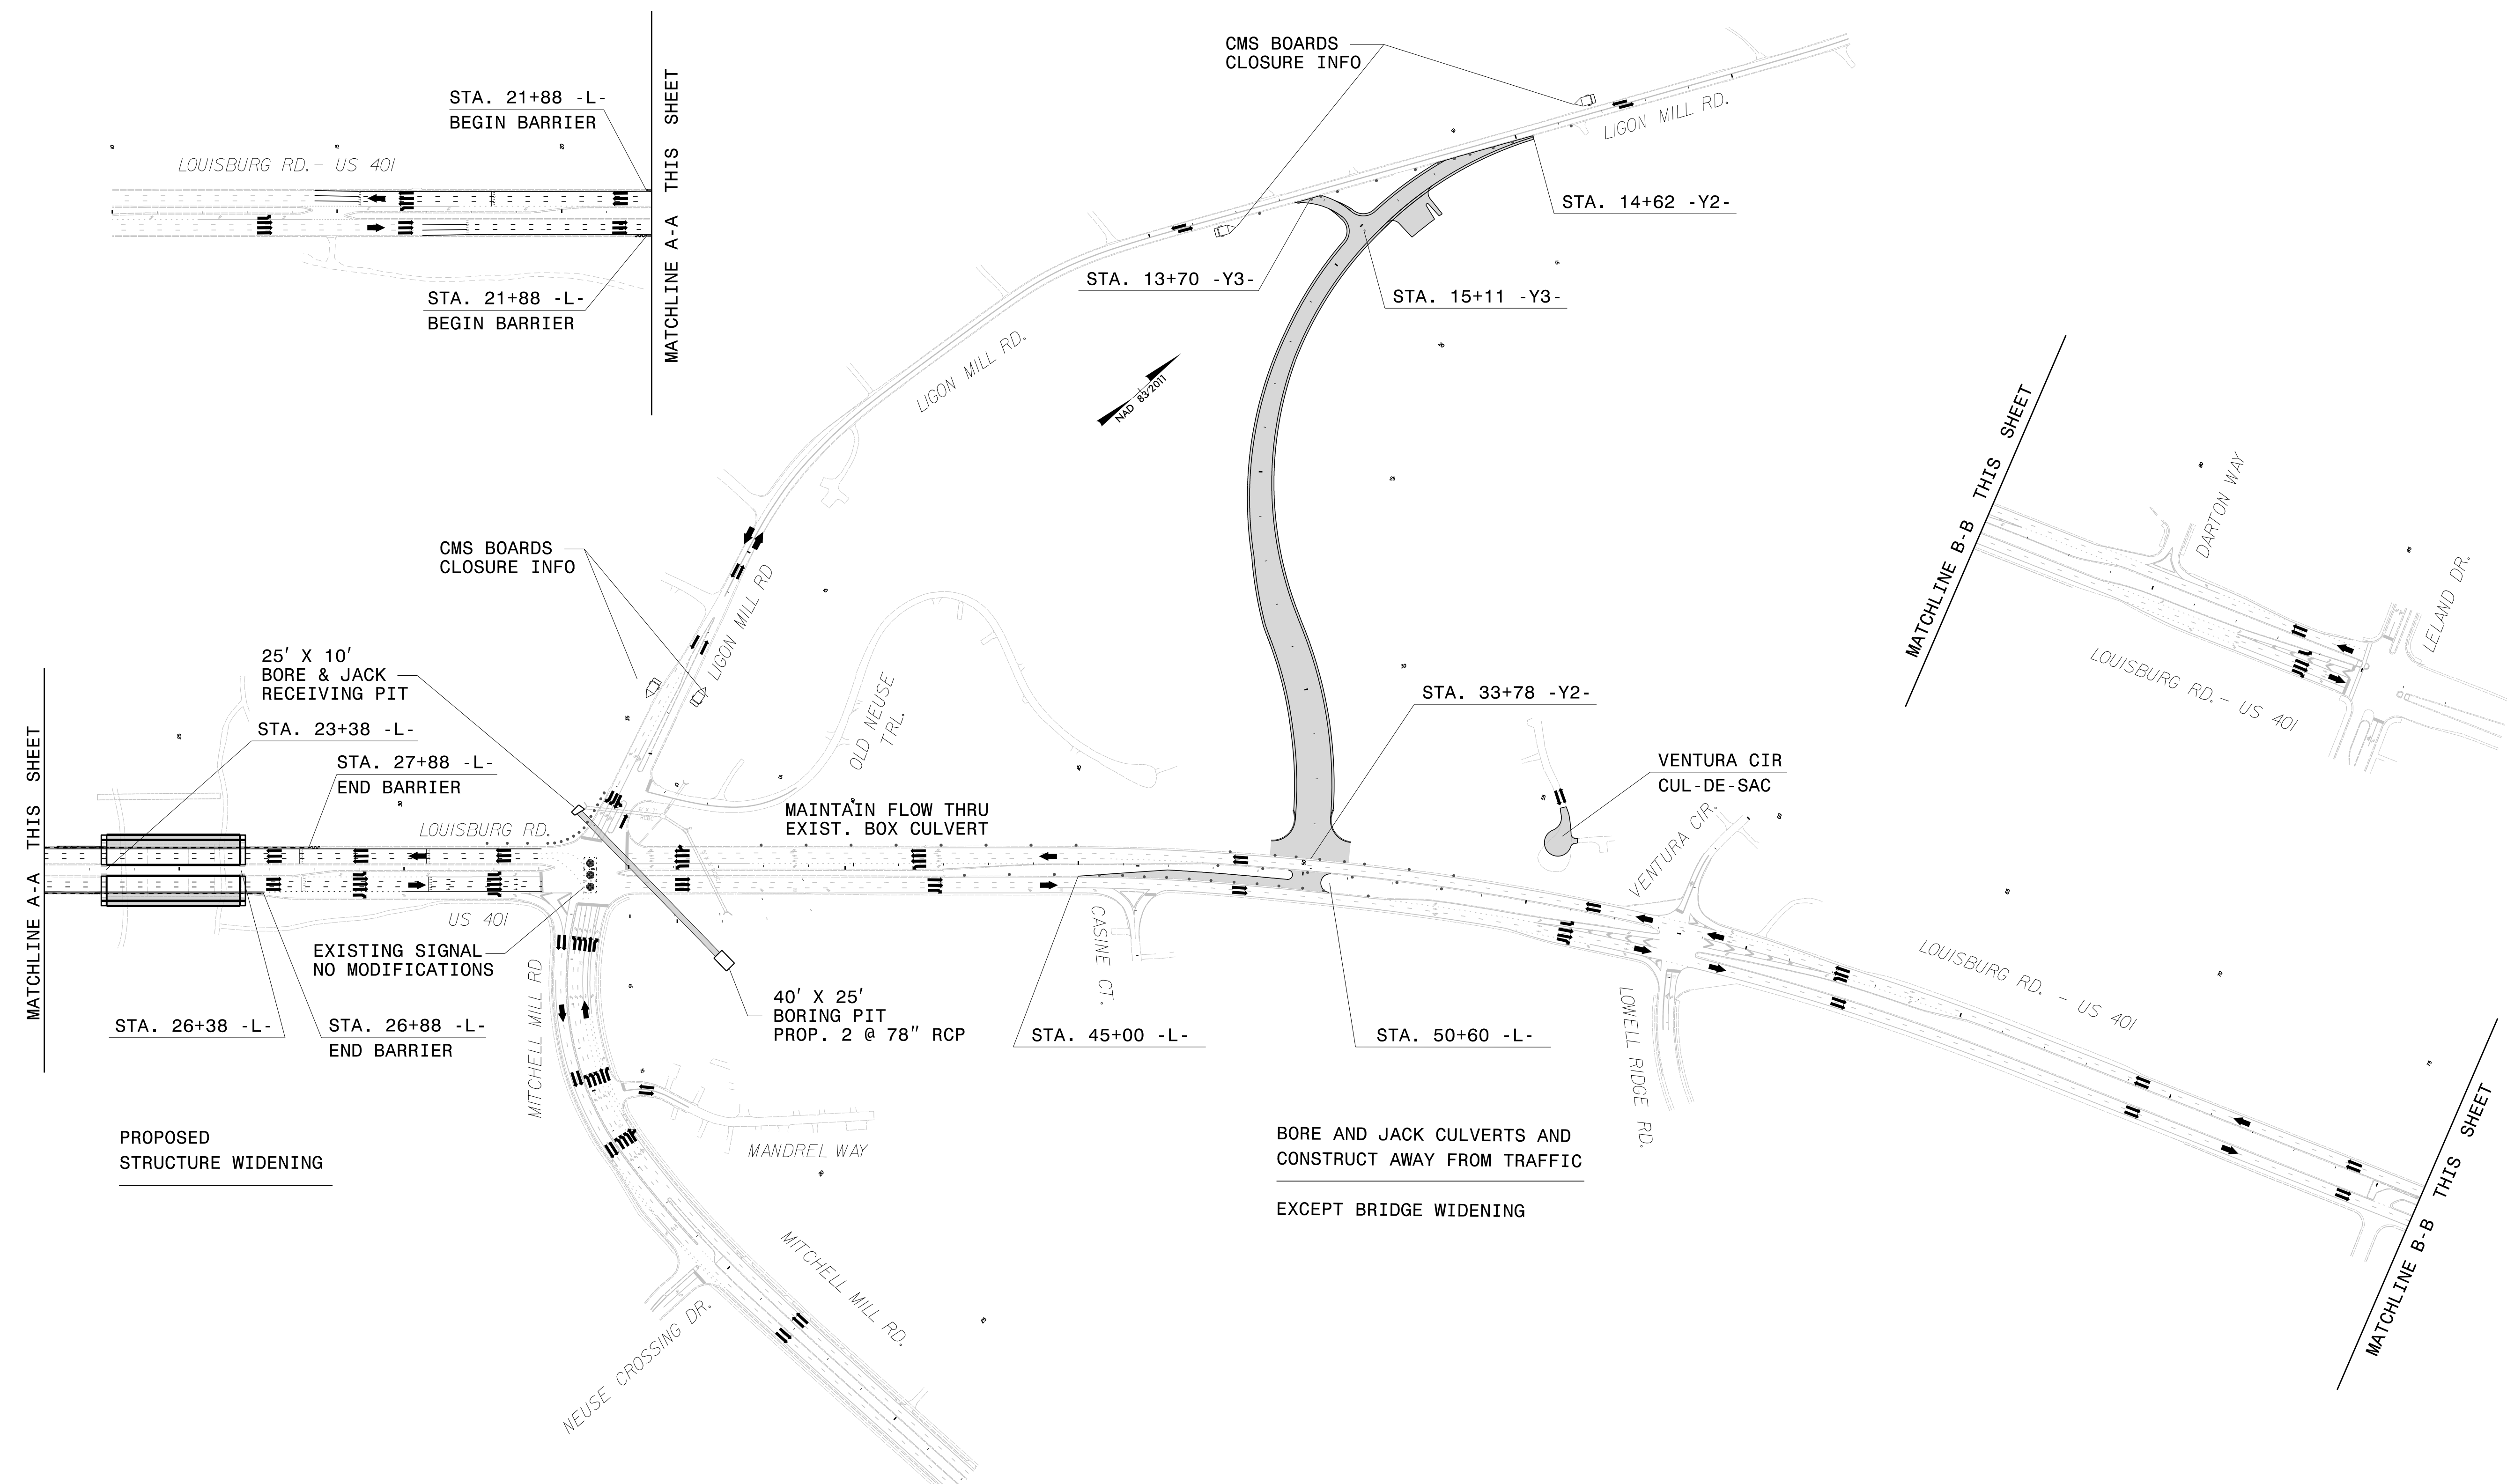 CMS BOARDS
CLOSURE INFO
STA. 21+88 -L-
BEGIN BARRIER
LOUISBURG RD.- US 401
MATCHLINE A-A THIS SHEET
STA. 21+88 -L-
BEGIN BARRIER
LIGON MILL RD.
STA. 14+62 -Y2-
STA. 13+70 -Y3-
STA. 15+11 -Y3-
LIGON MILL RD.
NAD 83/2011
MATCHLINE B-B THIS SHEET
DARTON WAY
LELAND DR.
LOUISBURG RD.- US 401
CMS BOARDS
CLOSURE INFO
LIGON MILL RD
25' X 10'
BORE & JACK
RECEIVING PIT
STA. 23+38 -L-
STA. 27+88 -L-
END BARRIER
OLD NEUSE
TRL.
STA. 33+78 -Y2-
VENTURA CIR
CUL-DE-SAC
MAINTAIN FLOW THRU
EXIST. BOX CULVERT
LOUISBURG RD.
VENTURA CIR.
MATCHLINE A-A THIS SHEET
US 401
EXISTING SIGNAL
NO MODIFICATIONS
CASINE CT.
LOUISBURG RD. - US 401
STA. 26+38 -L-
STA. 26+88 -L-
END BARRIER
MITCHELL MILL RD
40' X 25'
BORING PIT
PROP. 2 @ 78" RCP
STA. 45+00 -L-
STA. 50+60 -L-
LOWELL RIDGE RD.
PROPOSED
STRUCTURE WIDENING
MANDREL WAY
BORE AND JACK CULVERTS AND
CONSTRUCT AWAY FROM TRAFFIC
EXCEPT BRIDGE WIDENING
MATCHLINE B-B THIS SHEET
MITCHELL MILL RD.
NEUSE CROSSING DR.